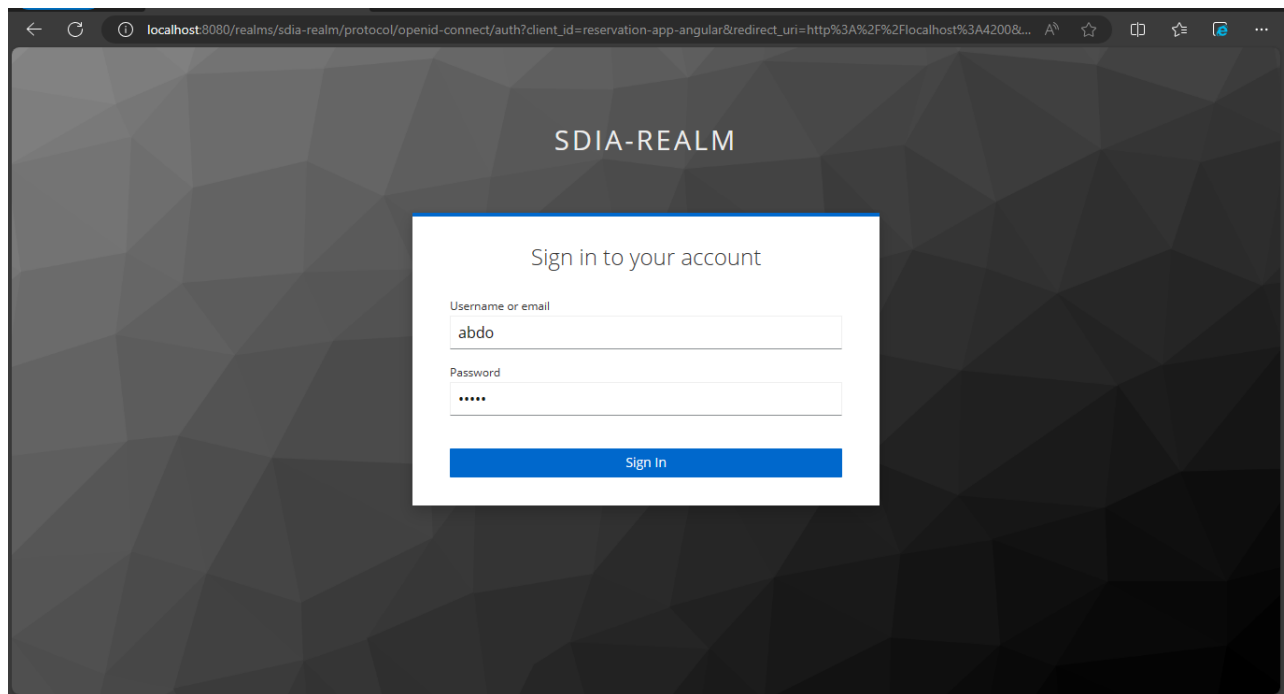 localhost:8080/realms/sdia-realm/protocol/openid-connect/auth?client_id=reservation-app-angular&redirect_uri=http%3A%2F%2Flocalhost%3A4200&...
SDIA-REALM
Sign in to your account
Username or email
abdo
Password
•••••
Sign In